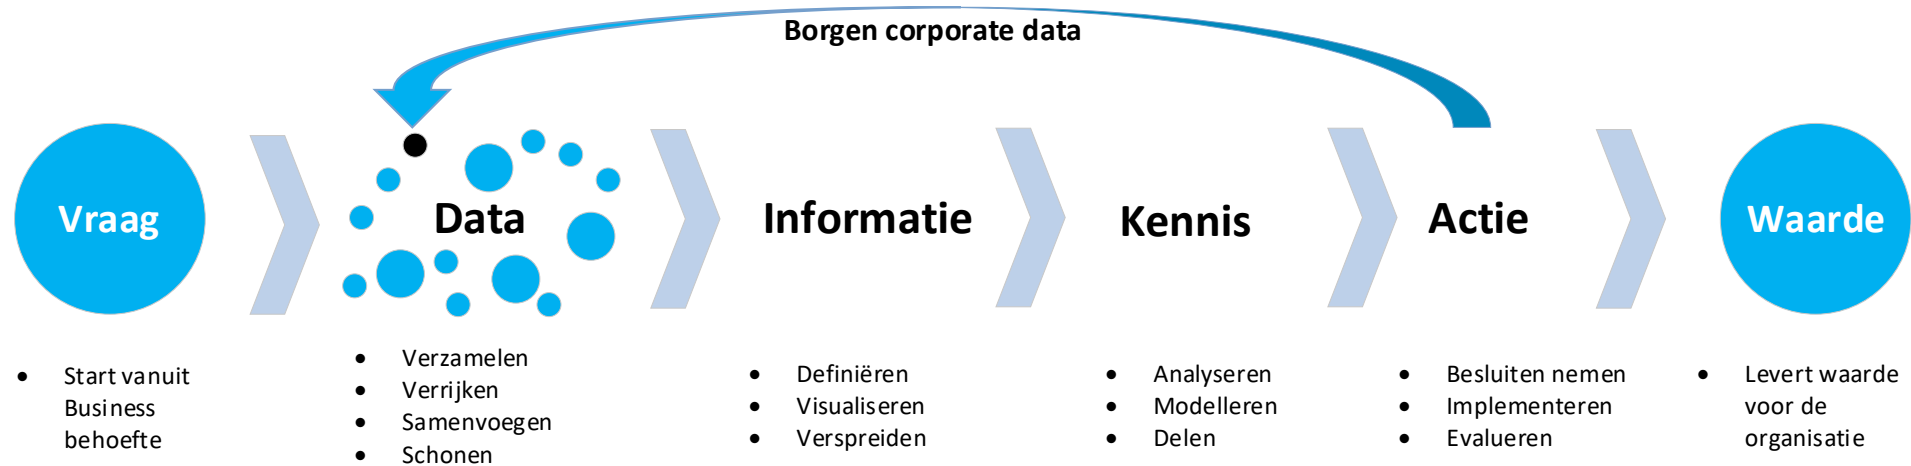 Borgen corporate data
Vraag
Data
Informatie
Kennis
Actie
Waarde
• Start vanuit
Business
behoefte
• Verzamelen
• Verrijken
• Samenvoegen
• Schonen
• Definiëren
• Visualiseren
• Verspreiden
• Analyseren
• Modelleren
• Delen
• Besluiten nemen
• Implementeren
• Evalueren
• Levert waarde
voor de
organisatie